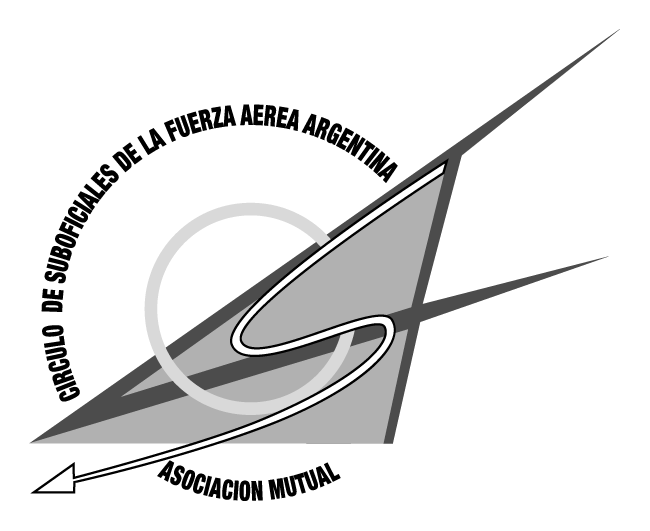 CIRCULO DE SUBOFICIALES DE LA FUERZA AEREA ARGENTINA
ASOCIACION MUTUAL